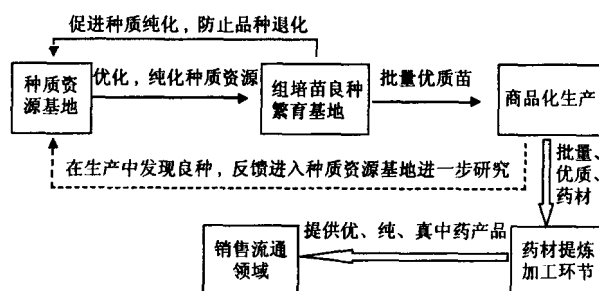 促进种质纯化，防止品种退化
种质资
源基地
优化，纯化种质资源
组培苗良种
繁育基地
批量优质苗
商品化生产
在生产中发现良种，反馈进入种质资源基地进一步研究
批量、
优质、
药材
销售流通
领域
提供优、纯、真中药产品
药材提炼
加工环节